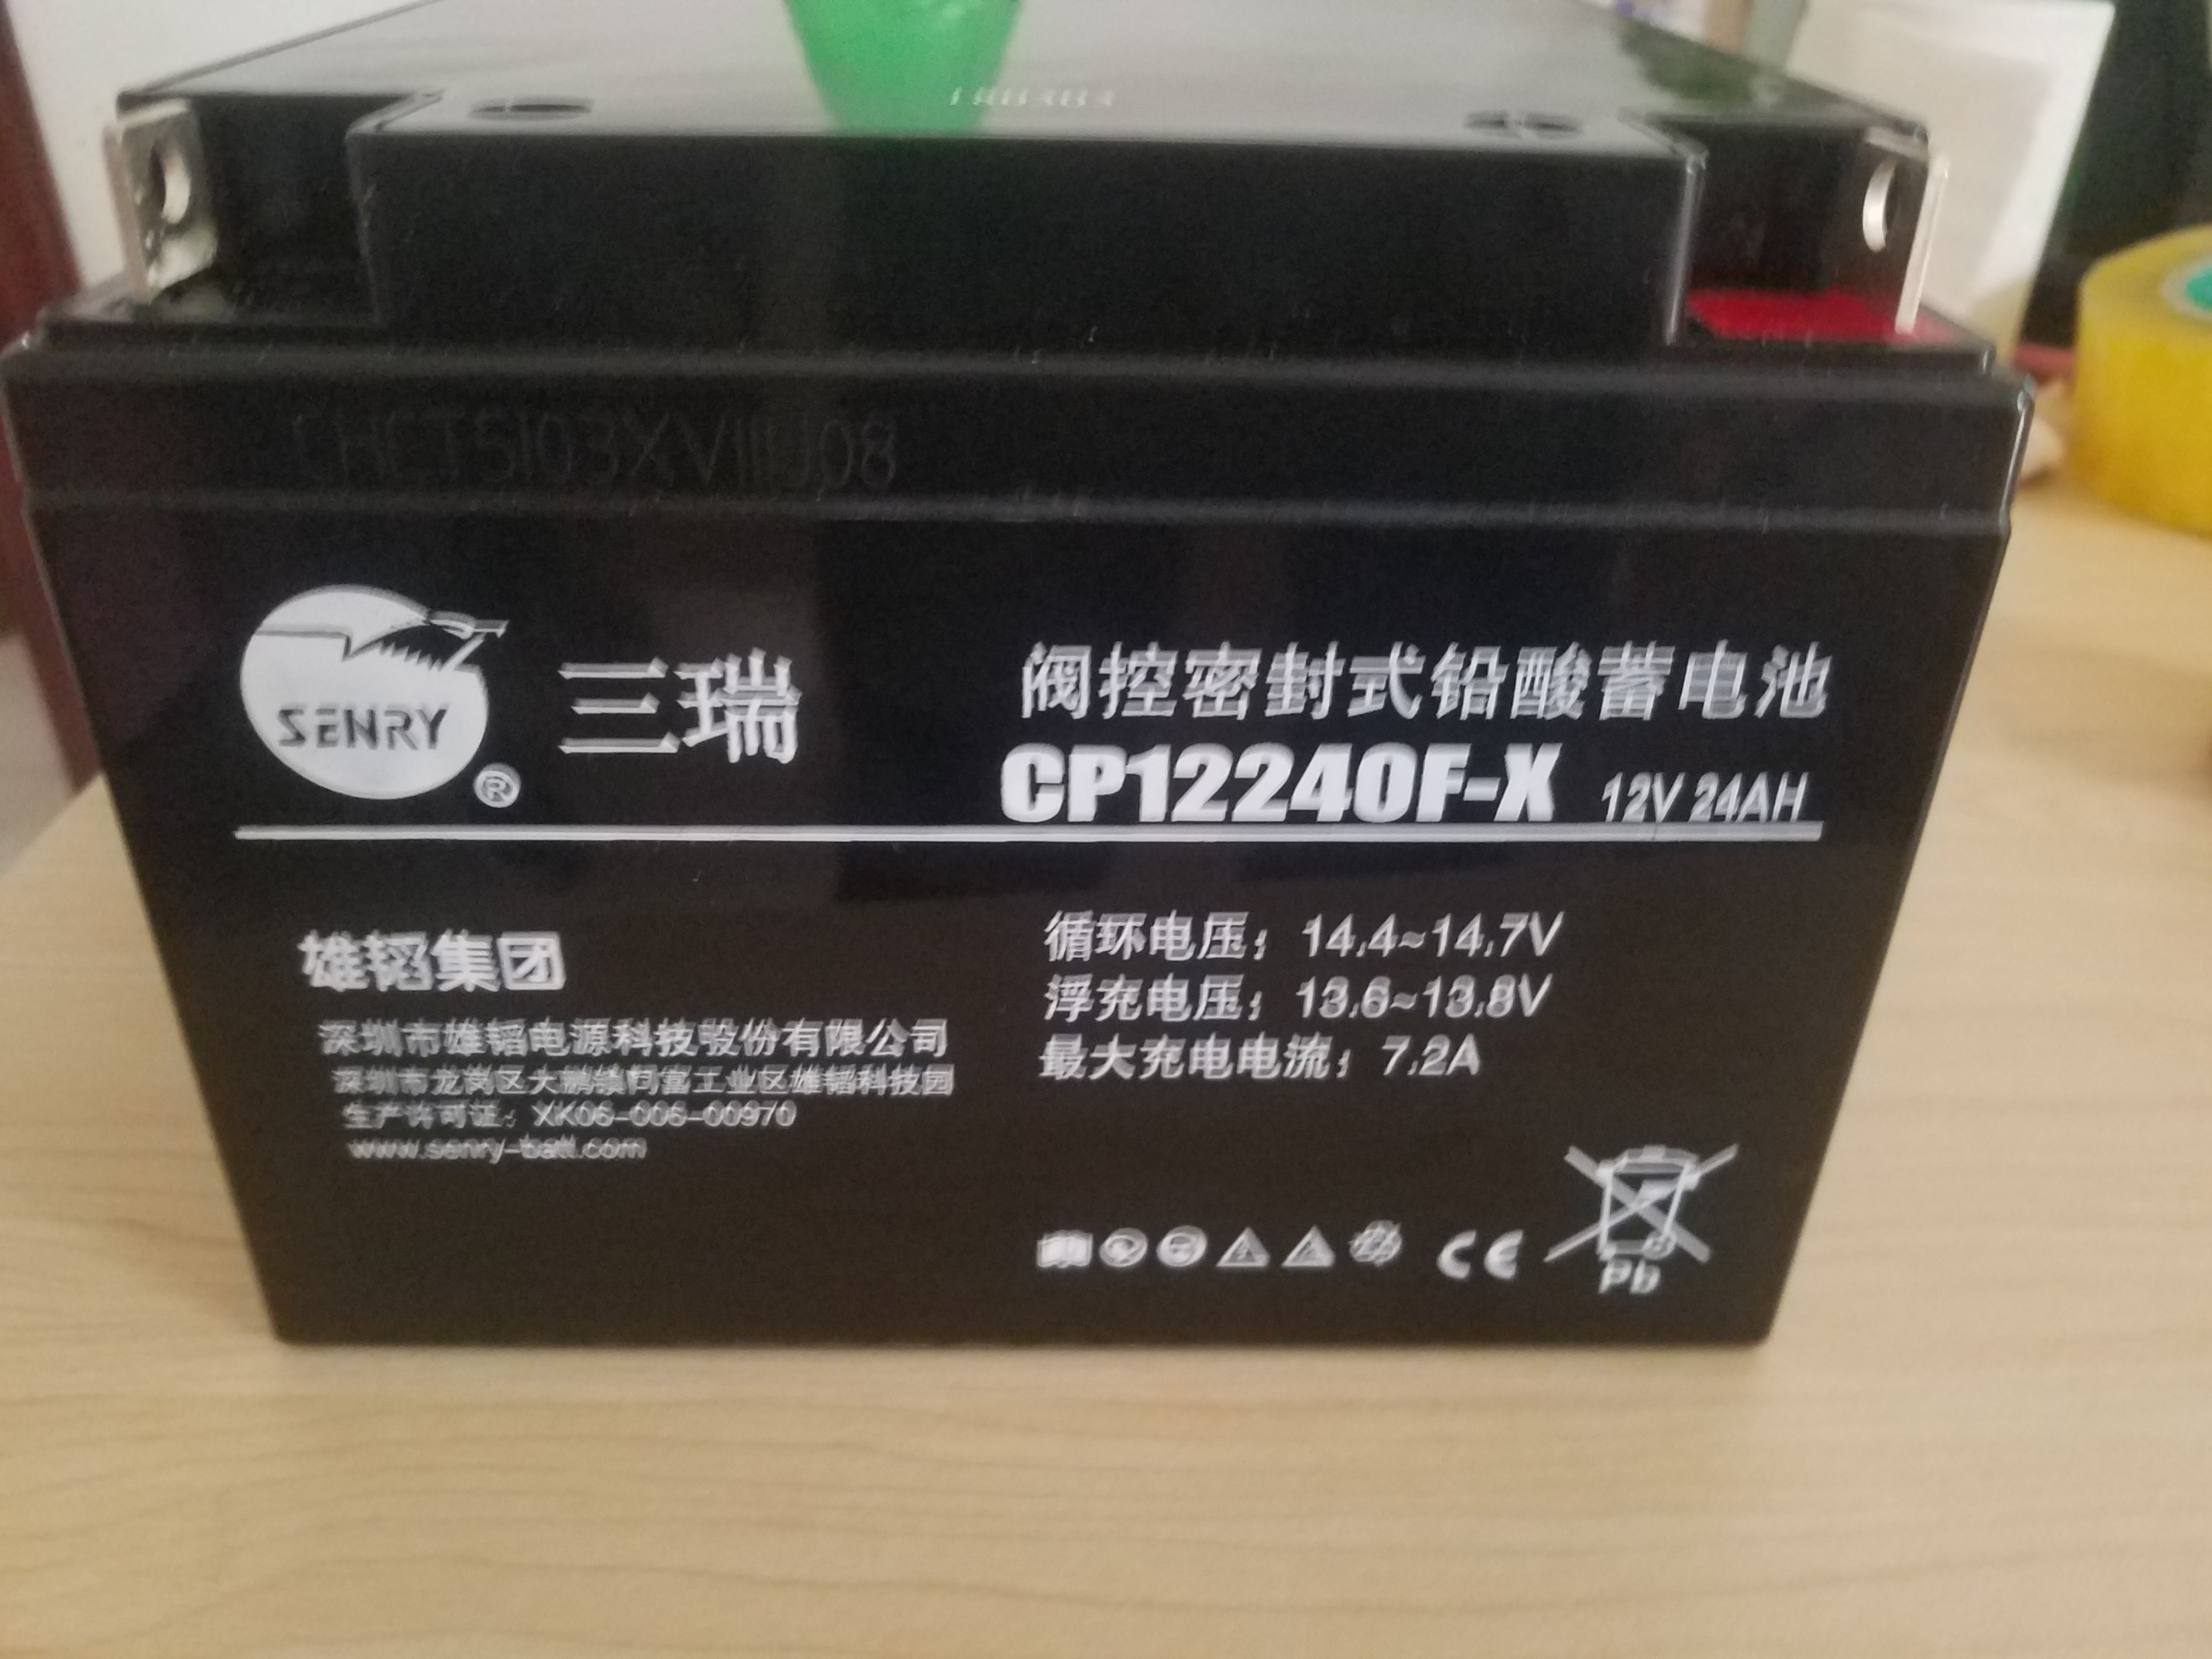 SENRY
®
三瑞
阀控密封式铅酸蓄电池
CP12240F-X 12V 24AH
雄韬集团
深圳市雄韬电源科技股份有限公司
深圳市龙岗区大鹏镇同富工业区雄韬科技园
生产许可证：XK06-006-00970
www.senry-batt.com
循环电压：14.4~14.7V
浮充电压：13.6~13.8V
最大充电电流：7.2A
CE
Pb